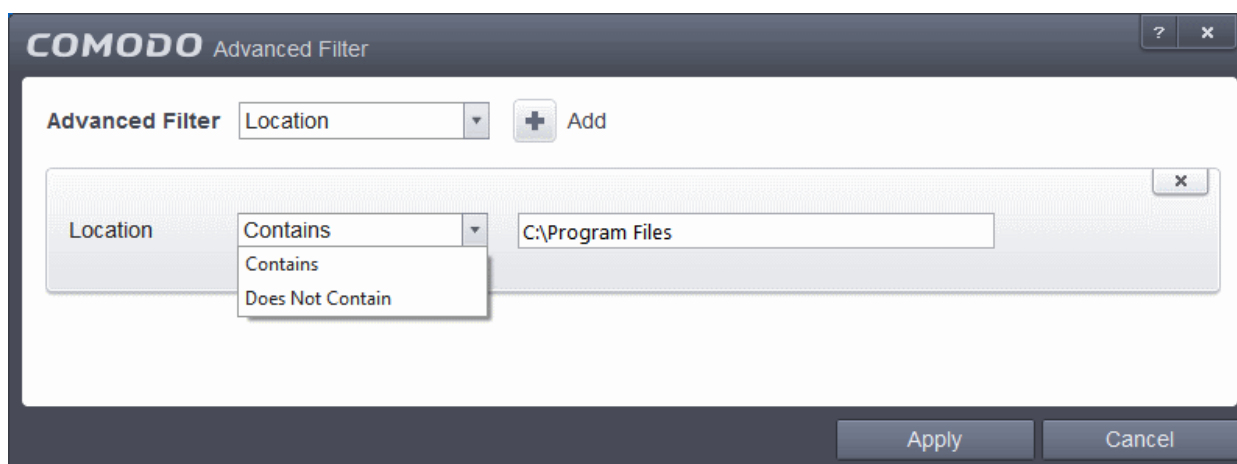 COMODO Advanced Filter ? x
Advanced Filter Location + Add
x
Location Contains C:\Program Files
Contains
Does Not Contain
Apply Cancel